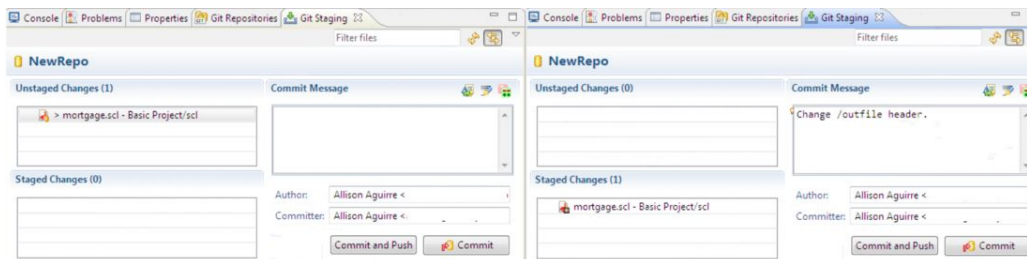 Console Problems Properties Git Repositories Git Staging
Filter files
NewRepo
Unstaged Changes (1)
Commit Message
> mortgage.scl - Basic Project/scl
Staged Changes (0)
Author: Allison Aguirre <
Committer: Allison Aguirre <
Commit and Push Commit
Console Problems Properties Git Repositories Git Staging
Filter files
NewRepo
Unstaged Changes (0)
Commit Message
Change /outfile header.
Staged Changes (1)
mortgage.scl - Basic Project/scl
Author: Allison Aguirre <
Committer: Allison Aguirre <
Commit and Push Commit